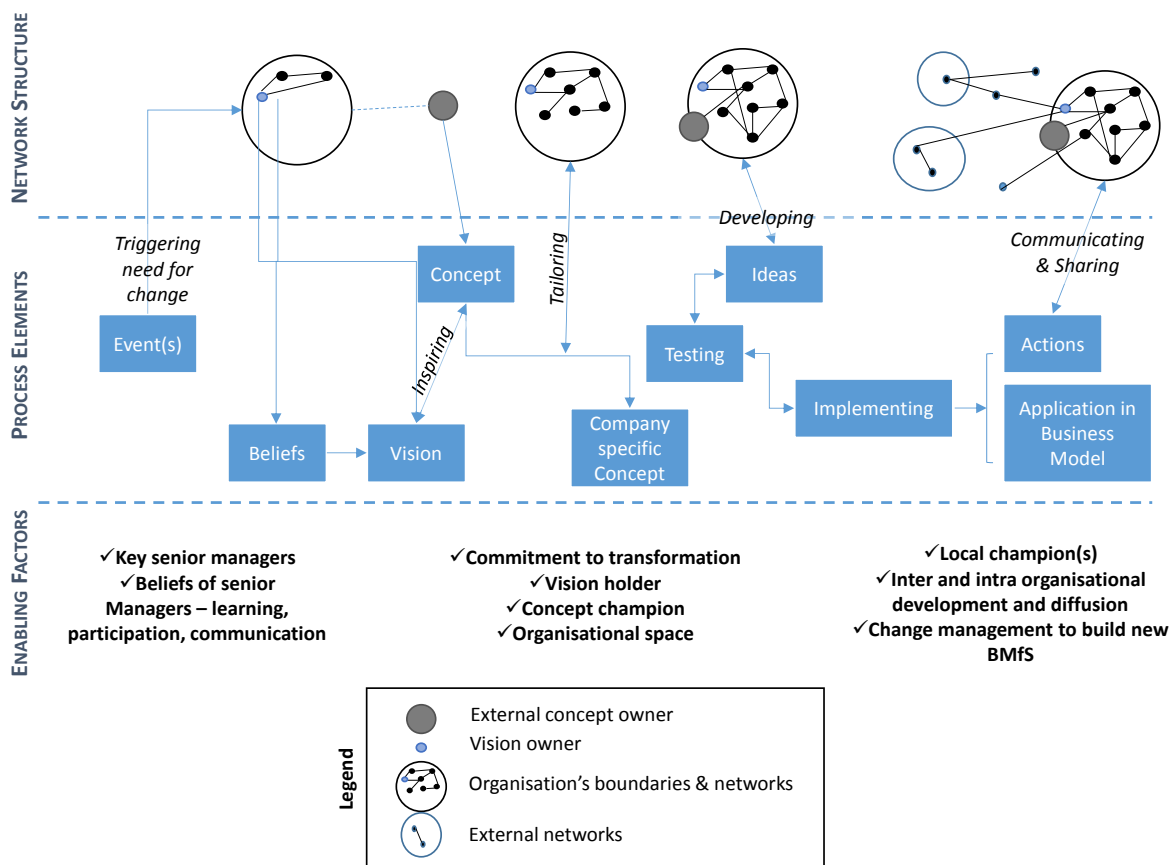 NETWORK STRUCTURE
Developing
Triggering
need for
change
Tailoring
Communicating
& Sharing
PROCESS ELEMENTS
Concept
Ideas
Event(s)
Inspiring
Testing
Actions
Implementing
Application in
Business
Model
Beliefs
Vision
Company
specific
Concept
ENABLING FACTORS
✓Key senior managers
✓Beliefs of senior
Managers – learning,
participation, communication
✓Commitment to transformation
✓Vision holder
✓Concept champion
✓Organisational space
✓Local champion(s)
✓Inter and intra organisational
development and diffusion
✓Change management to build new
BMfS
Legend
External concept owner
Vision owner
Organisation's boundaries & networks
External networks